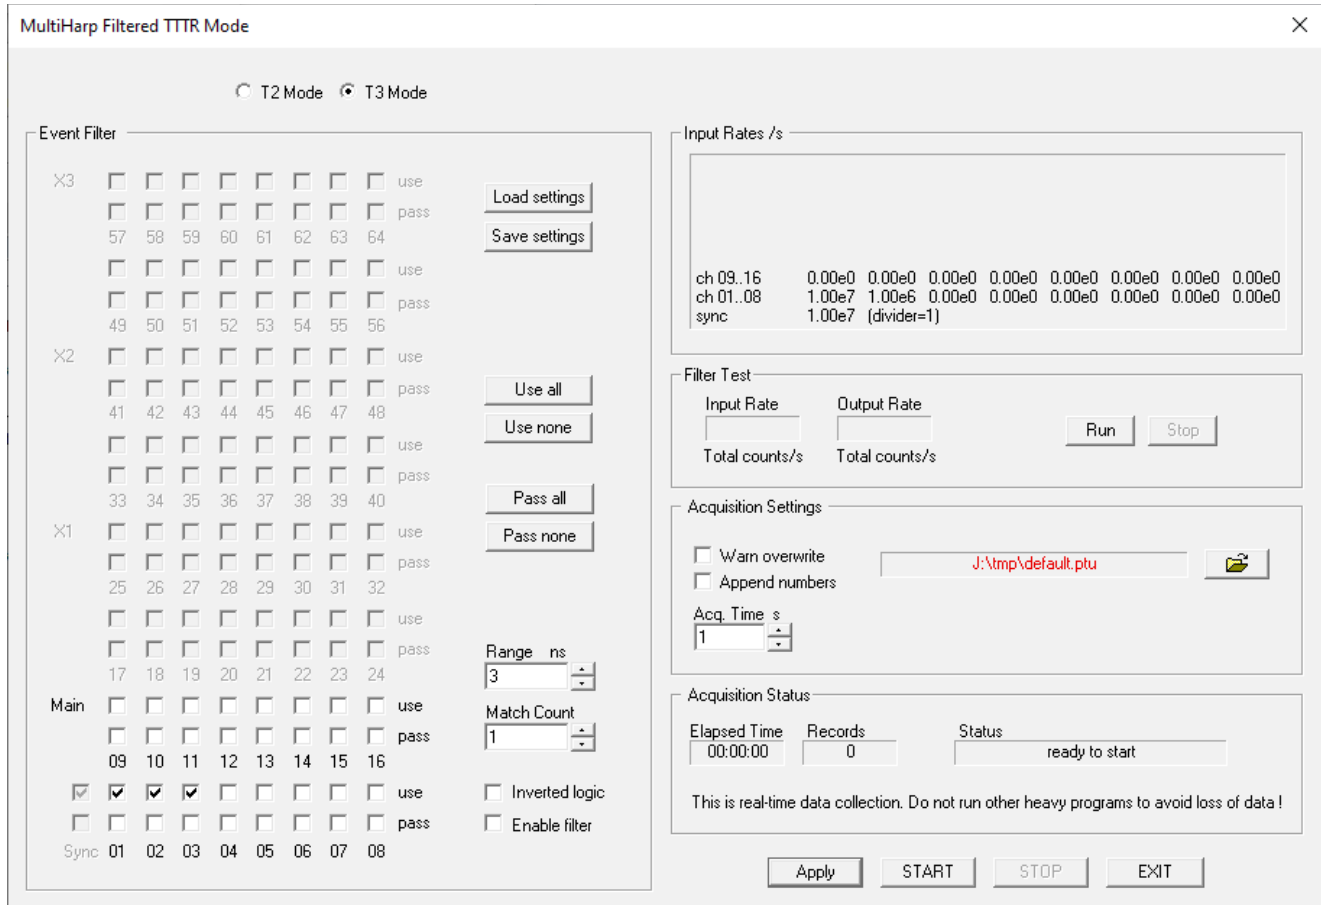 MultiHarp Filtered TTTR Mode
T2 Mode T3 Mode
Event Filter
X3 use
pass
57 58 59 60 61 62 63 64
use
pass
49 50 51 52 53 54 55 56
X2 use
pass
41 42 43 44 45 46 47 48
use
pass
33 34 35 36 37 38 39 40
X1 use
pass
25 26 27 28 29 30 31 32
use
pass
17 18 19 20 21 22 23 24
Main use
pass
09 10 11 12 13 14 15 16
use
pass
Sync 01 02 03 04 05 06 07 08
Load settings
Save settings
Use all
Use none
Pass all
Pass none
Range ns
3
Match Count
1
Inverted logic
Enable filter
Input Rates /s
ch 09..16 0.00e0 0.00e0 0.00e0 0.00e0 0.00e0 0.00e0 0.00e0 0.00e0
ch 01..08 1.00e7 1.00e6 0.00e0 0.00e0 0.00e0 0.00e0 0.00e0 0.00e0
sync 1.00e7 (divider=1)
Filter Test
Input Rate Output Rate
Run Stop
Total counts/s Total counts/s
Acquisition Settings
Warn overwrite J:\tmp\default.ptu
Append numbers
Acq. Time s
1
Acquisition Status
Elapsed Time Records Status
00:00:00 0 ready to start
This is real-time data collection. Do not run other heavy programs to avoid loss of data !
Apply START STOP EXIT